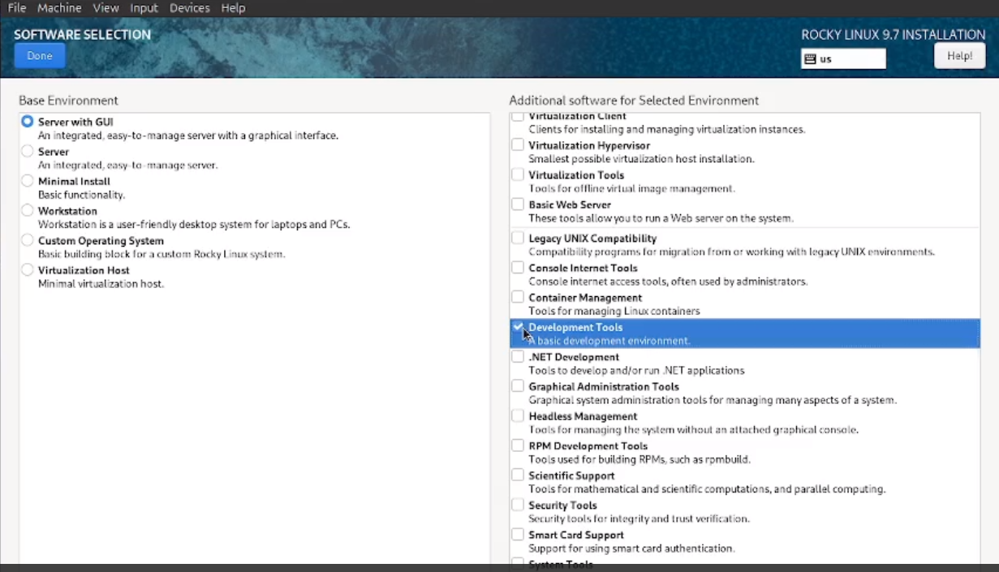 File Machine View Input Devices Help
SOFTWARE SELECTION
Done
ROCKY LINUX 9.7 INSTALLATION
us
Help!
Base Environment
Server with GUI
An integrated, easy-to-manage server with a graphical interface.
Server
An integrated, easy-to-manage server.
Minimal Install
Basic functionality.
Workstation
Workstation is a user-friendly desktop system for laptops and PCs.
Custom Operating System
Basic building block for a custom Rocky Linux system.
Virtualization Host
Minimal virtualization host.
Additional software for Selected Environment
Virtualization Client
Clients for installing and managing virtualization instances.
Virtualization Hypervisor
Smallest possible virtualization host installation.
Virtualization Tools
Tools for offline virtual image management.
Basic Web Server
These tools allow you to run a Web server on the system.
Legacy UNIX Compatibility
Compatibility programs for migration from or working with legacy UNIX environments.
Console Internet Tools
Console internet access tools, often used by administrators.
Container Management
Tools for managing Linux containers
Development Tools
A basic development environment.
.NET Development
Tools to develop and/or run .NET applications
Graphical Administration Tools
Graphical system administration tools for managing many aspects of a system.
Headless Management
Tools for managing the system without an attached graphical console.
RPM Development Tools
Tools used for building RPMs, such as rpmbuild.
Scientific Support
Tools for mathematical and scientific computations, and parallel computing.
Security Tools
Security tools for integrity and trust verification.
Smart Card Support
Support for using smart card authentication.
System Tools